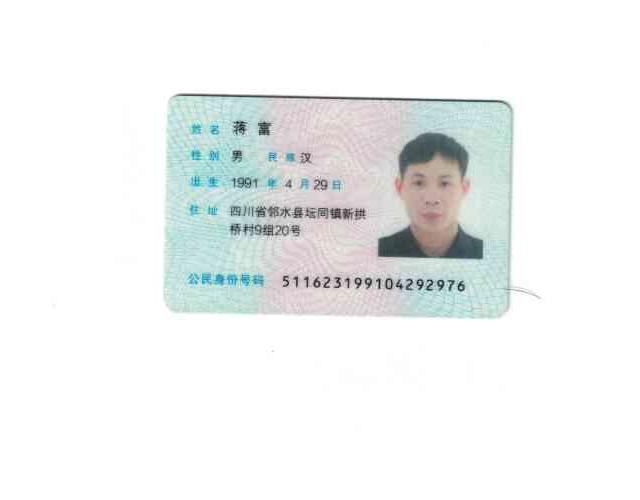 姓名 蒋富
性别 男 民族 汉
出生 1991 年 4 月 29 日
住址 四川省邻水县坛同镇新拱
桥村9组20号
公民身份号码 511623199104292976